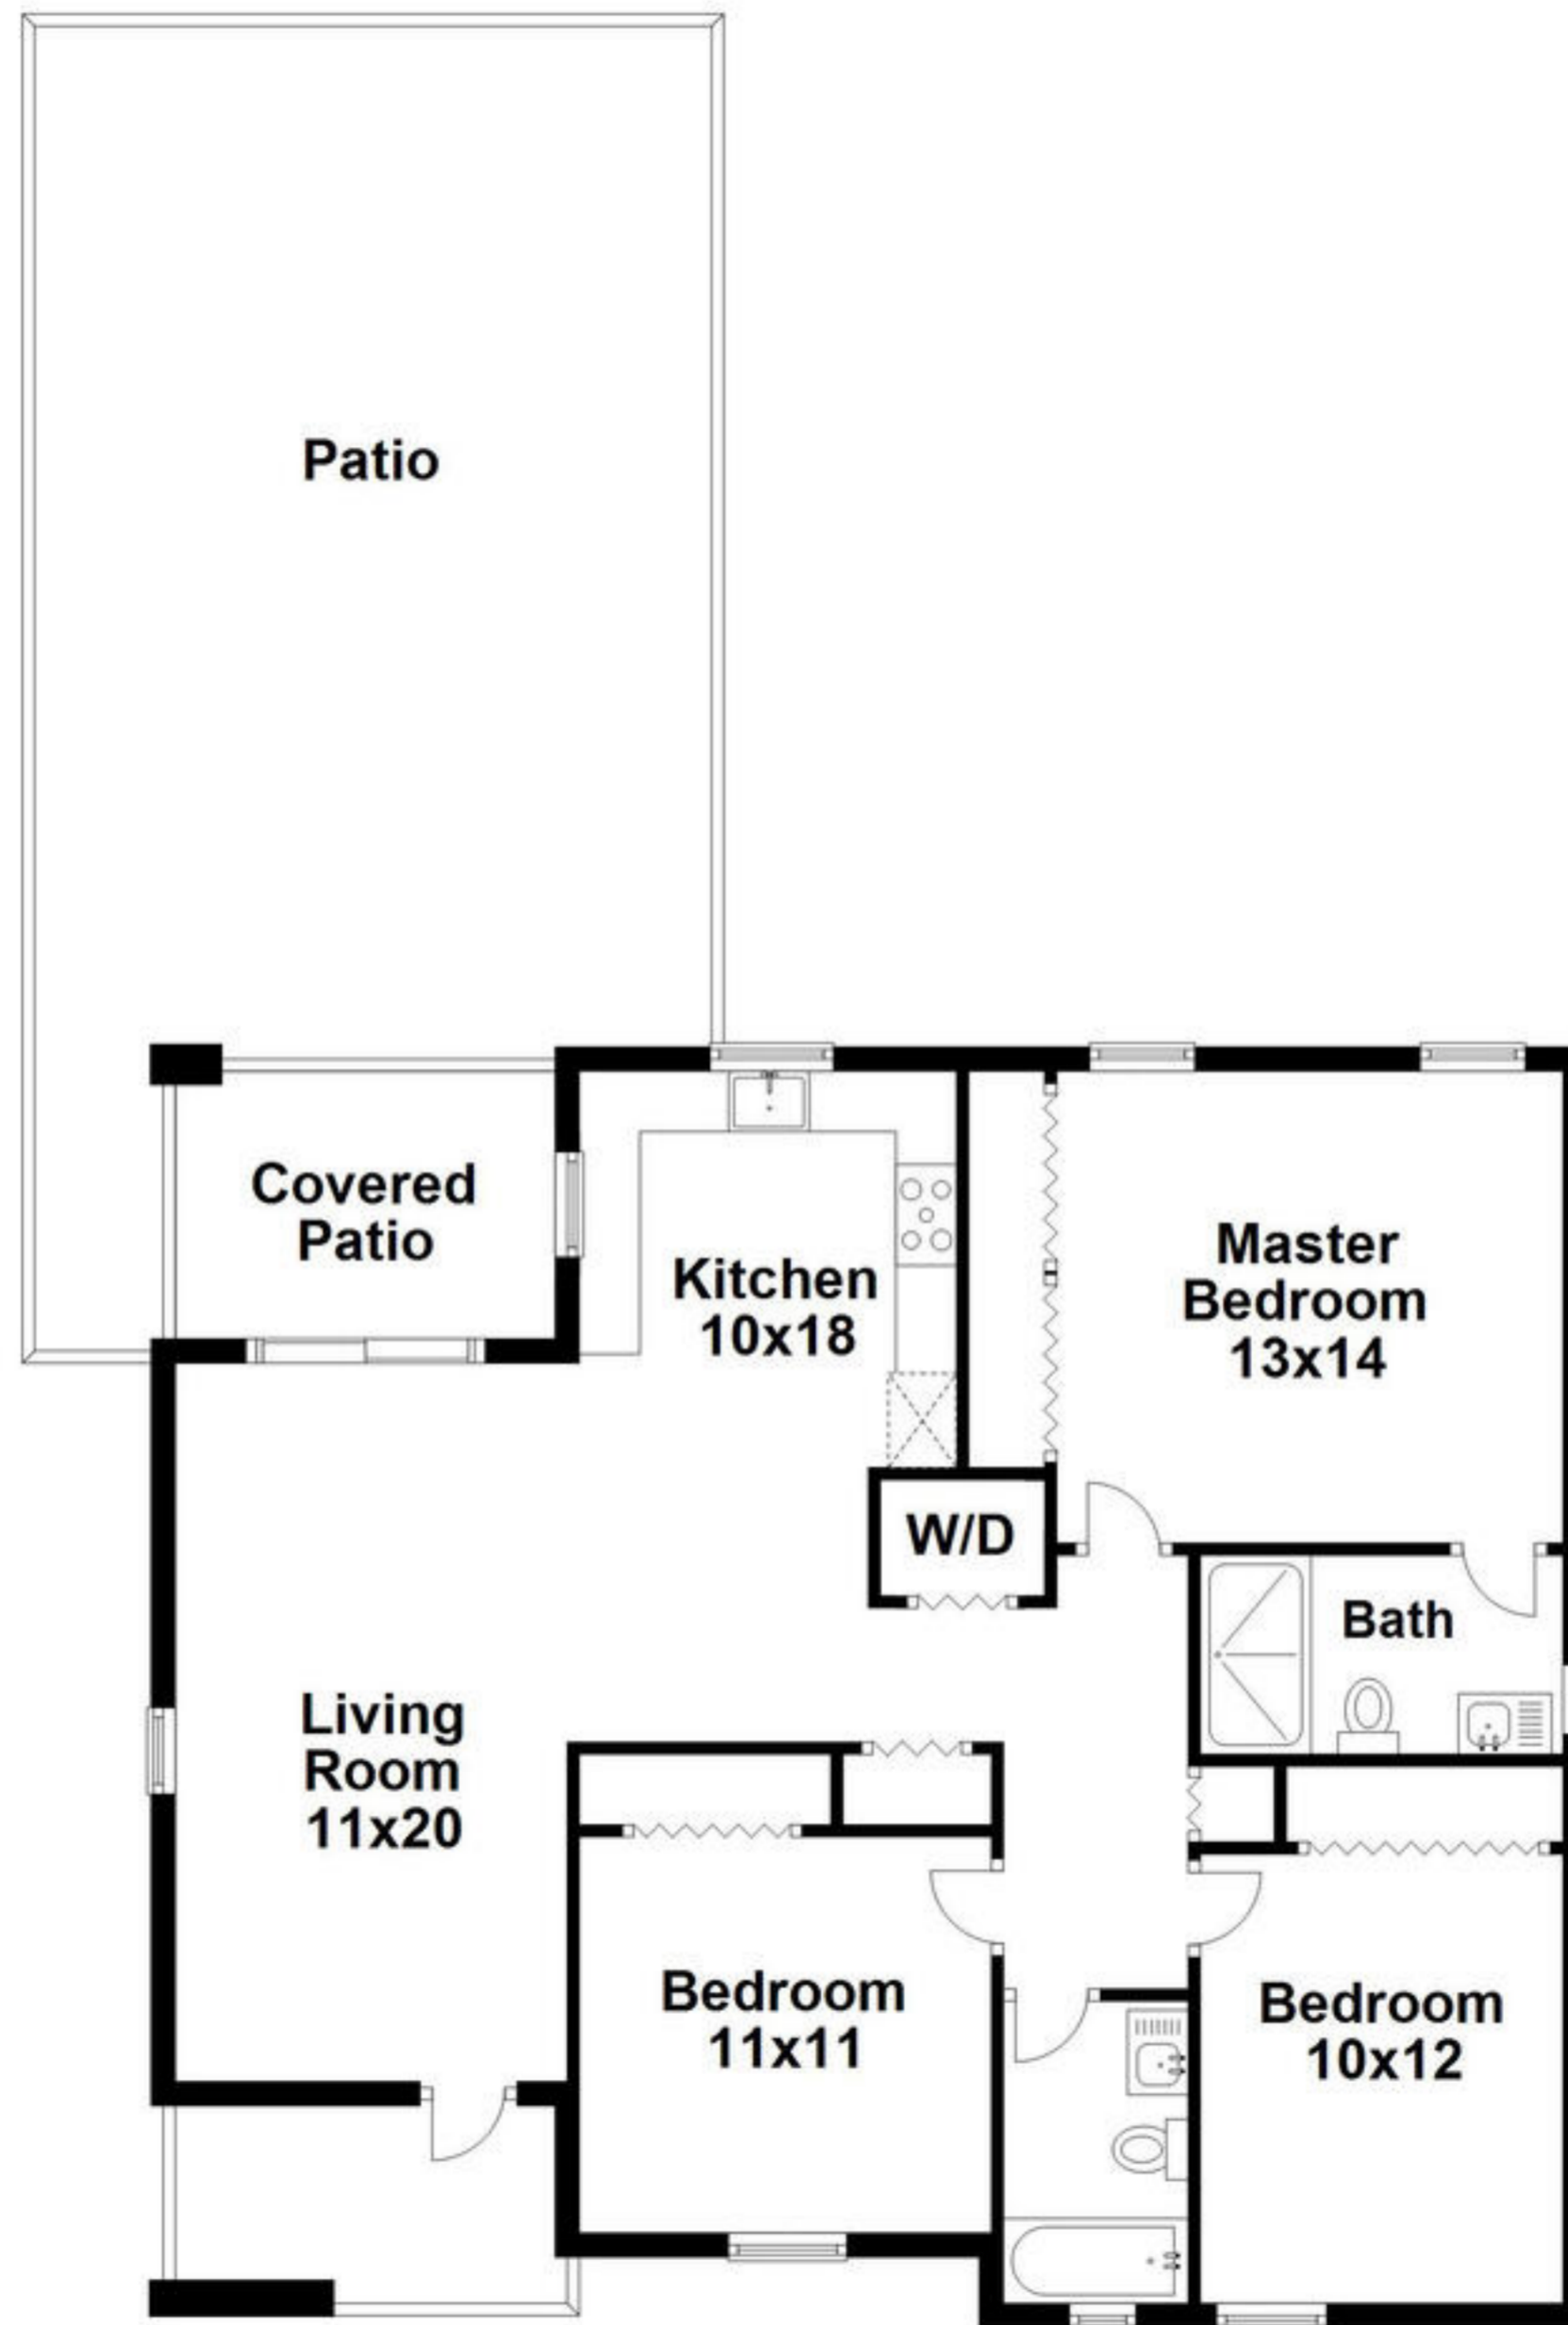 Patio
Covered
Patio
Kitchen
10x18
Master
Bedroom
13x14
W/D
Bath
Living
Room
11x20
Bedroom
11x11
Bedroom
10x12